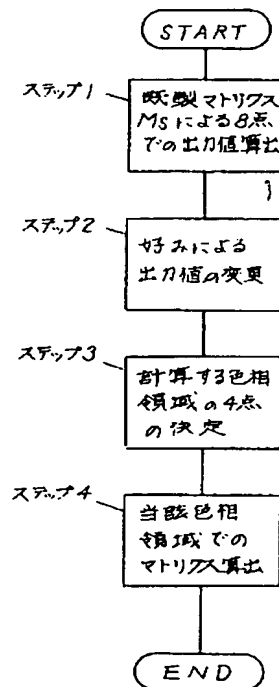 START
ステップ1
既製マトリクス
MSによる8点
での出力値算出
ステップ2
好みによる
出力値の変更
ステップ3
計算する色相
領域の4点
の決定
ステップ4
当該色相
領域での
マトリクス算出
END